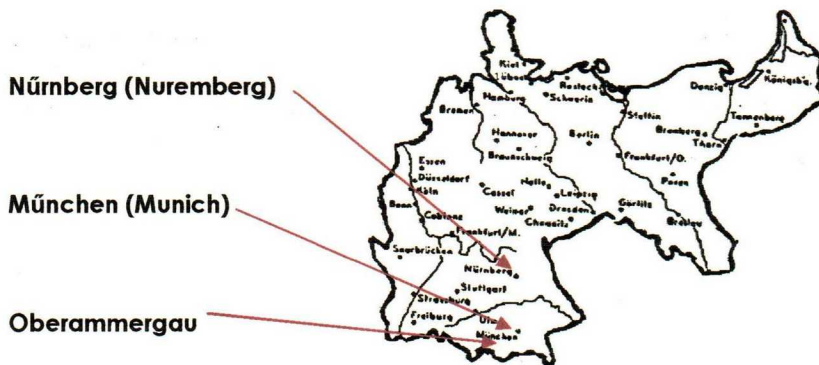 Nűrnberg (Nuremberg)
Műnchen (Munich)
Oberammergau
Kiel
Lübeck
Rostock
Hamburg
Schwerin
Bremen
Stettin
Danzig
Königsbg.
Tannenberg
Bromberg
Thorn
Hannover
Berlin
Braunschweig
Frankfurt/O.
Posen
Essen
Düsseldorf
Köln
Cassel
Halle
Leipzig
Bonn
Coblenz
Weimar
Dresden
Görlitz
Breslau
Chemnitz
Frankfurt/M.
Saarbrücken
Nürnberg
Stuttgart
Strassburg
Freiburg
Ulm
München